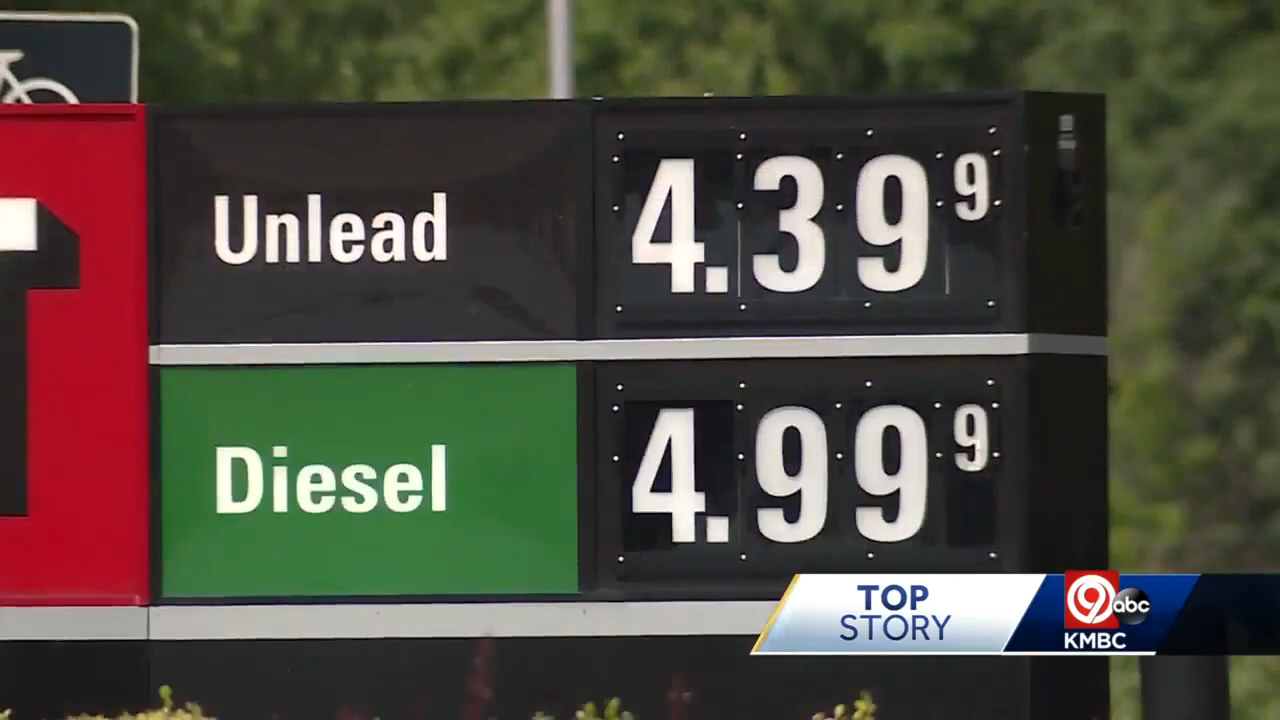 Unlead 4.39 9
Diesel 4.99 9
TOP
STORY
9 abc
KMBC